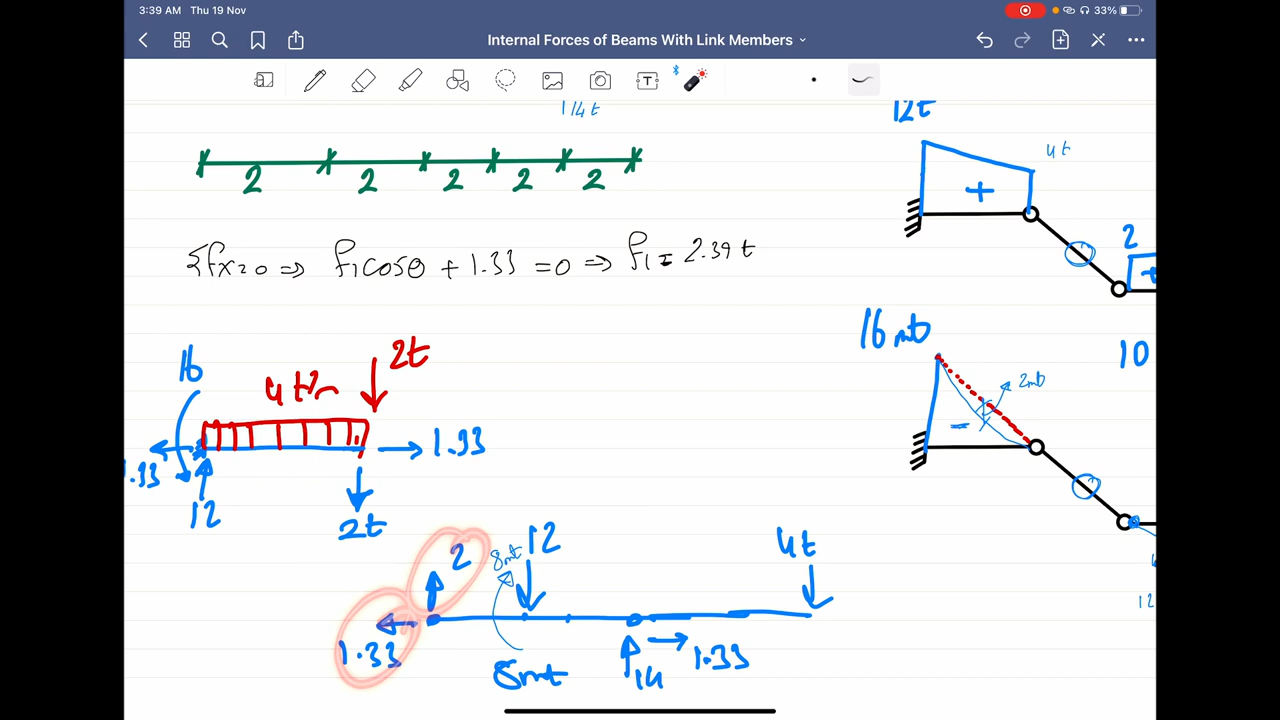 3:39 AM Thu 19 Nov
33%
Internal Forces of Beams With Link Members
T
114t
12t
4t
2 2 2 2 2
+
2
+
Σfx=0 ⇒ f1cosθ + 1.33 = 0 ⇒ f1 = 2.39 t
16 mt
10
2mt
-
16
2t
1.33
1.33
12
2t
2
8mt
12
4t
1.33
8mt
14
1.33
12